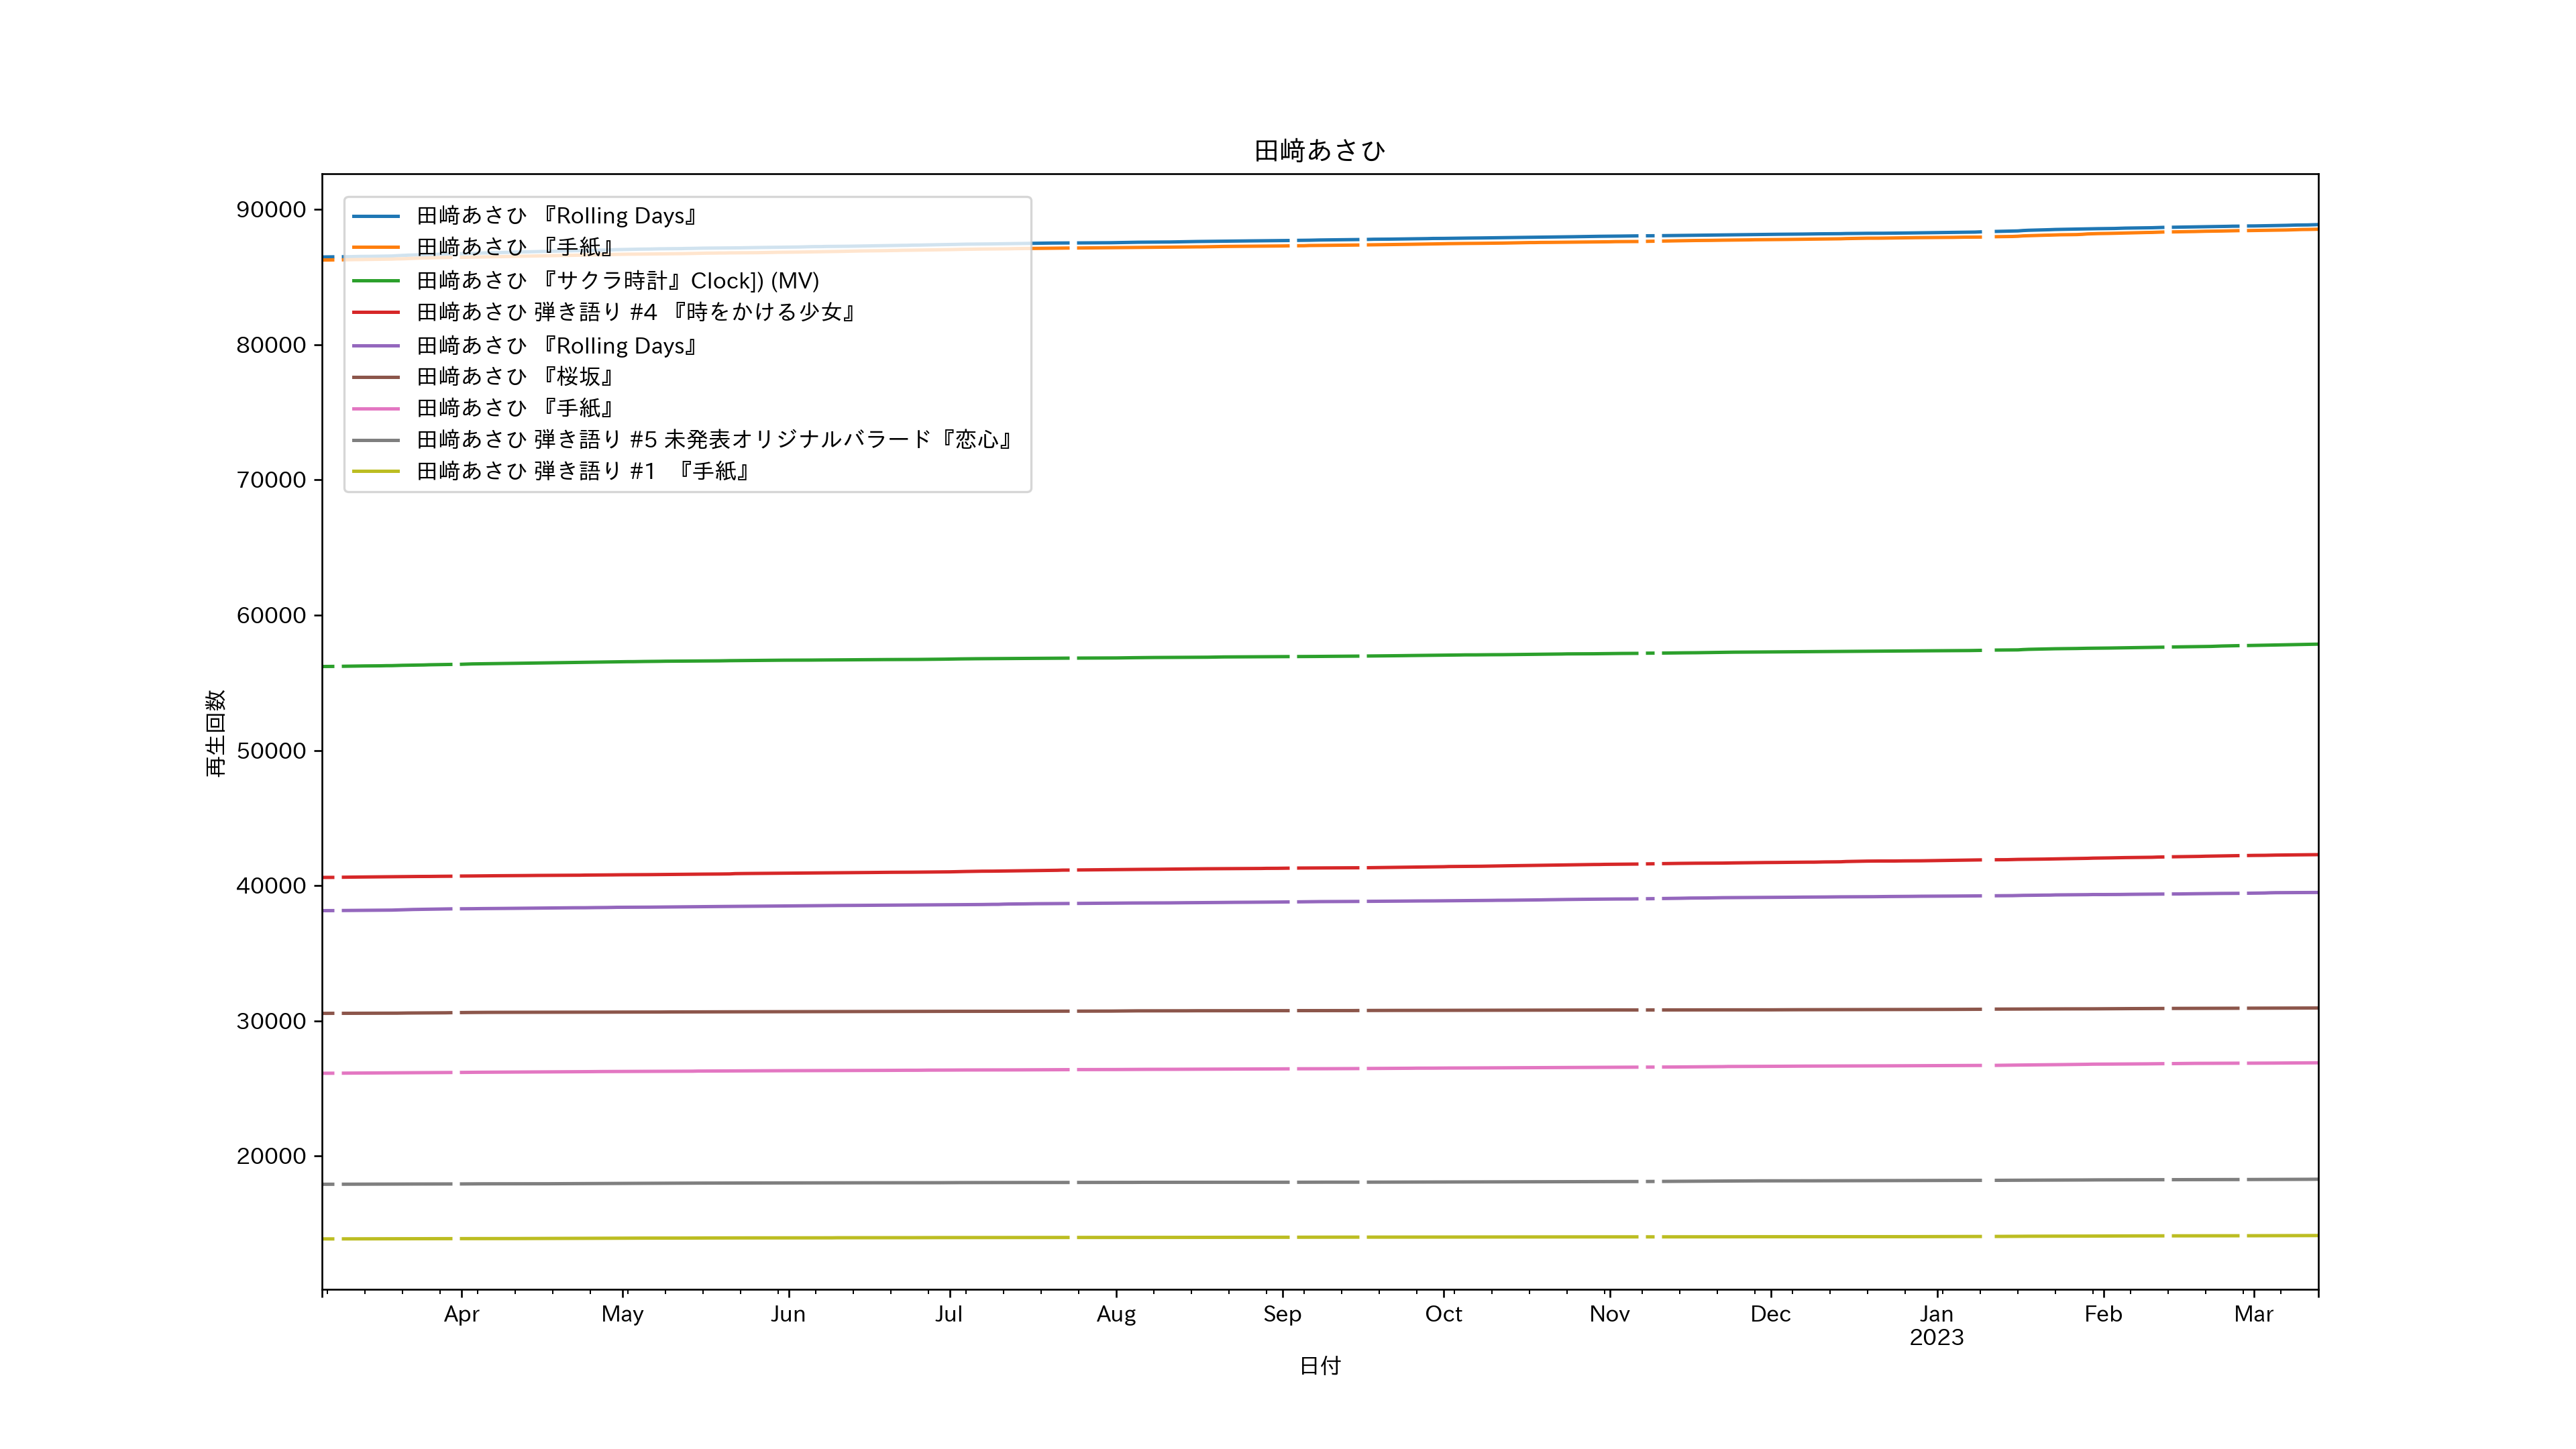 田﨑あさひ
90000
80000
70000
60000
50000
40000
30000
20000
再生回数
田﨑あさひ 『Rolling Days』
田﨑あさひ 『手紙』
田﨑あさひ 『サクラ時計』Clock]) (MV)
田﨑あさひ 弾き語り #4 『時をかける少女』
田﨑あさひ 『Rolling Days』
田﨑あさひ 『桜坂』
田﨑あさひ 『手紙』
田﨑あさひ 弾き語り #5 未発表オリジナルバラード『恋心』
田﨑あさひ 弾き語り #1 『手紙』
Apr May Jun Jul Aug Sep Oct Nov Dec Jan Feb Mar
2023
日付